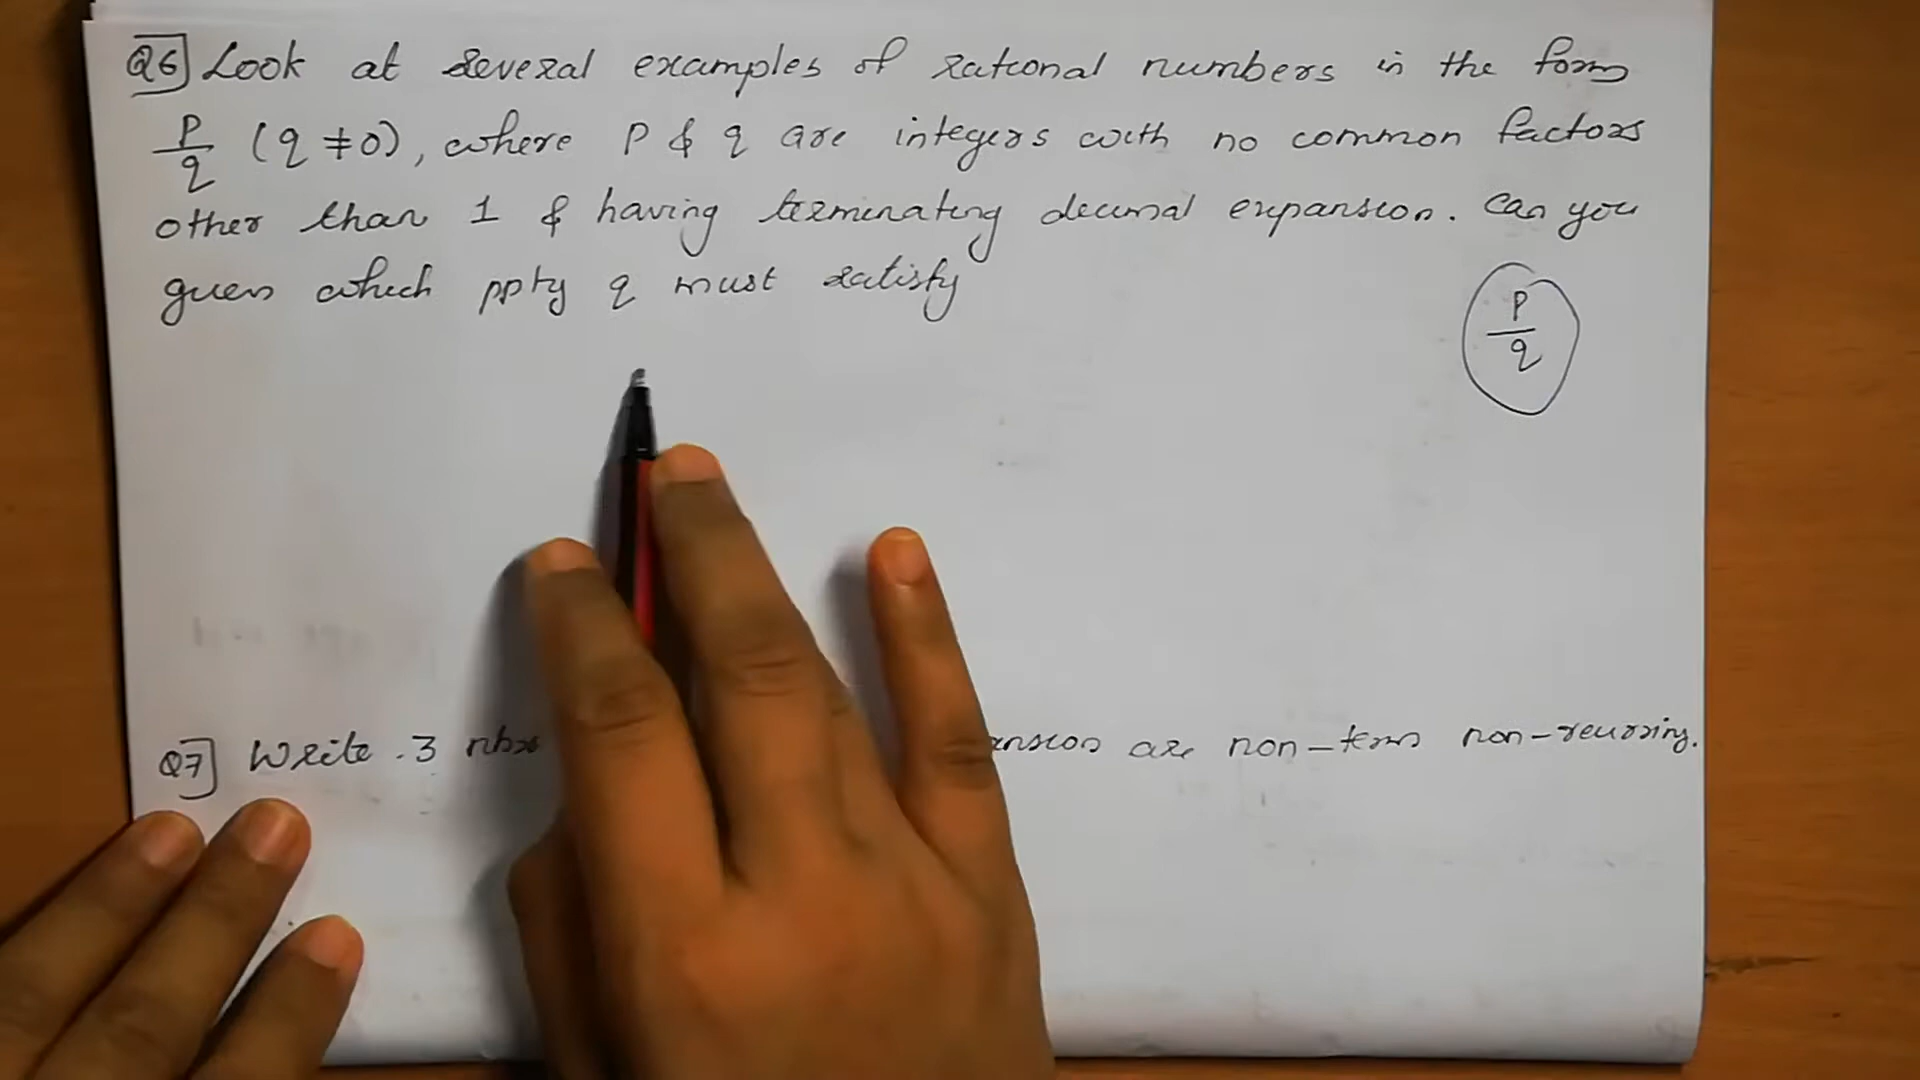 Q6 Look at several examples of rational numbers in the form
p/q (q ≠ 0), where P & q are integers with no common factors
other than 1 & having terminating decimal expansion. Can you
guess which ppty q must satisfy
P/q
Q7 Write 3 nbrs ansion are non-term non-recurring.